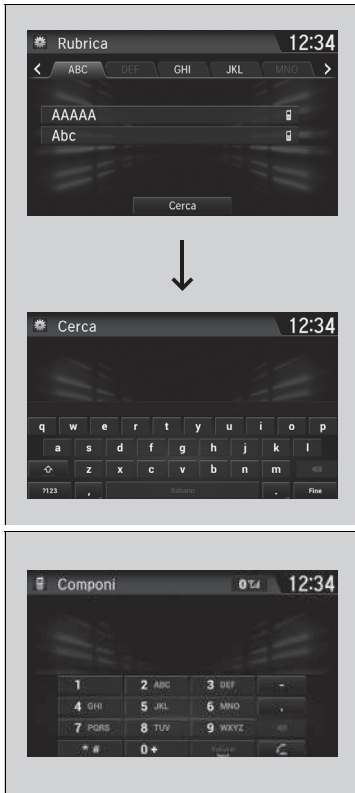 Rubrica 12:34
ABC DEF GHI JKL MNO
AAAAA
Abc
Cerca
Cerca 12:34
q w e r t y u i o p
a s d f g h j k l
z x c v b n m
?123 , Italiano . Fine
Componi 12:34
1 2 ABC 3 DEF -
4 GHI 5 JKL 6 MNO .
7 PQRS 8 TUV 9 WXYZ
* # 0 +